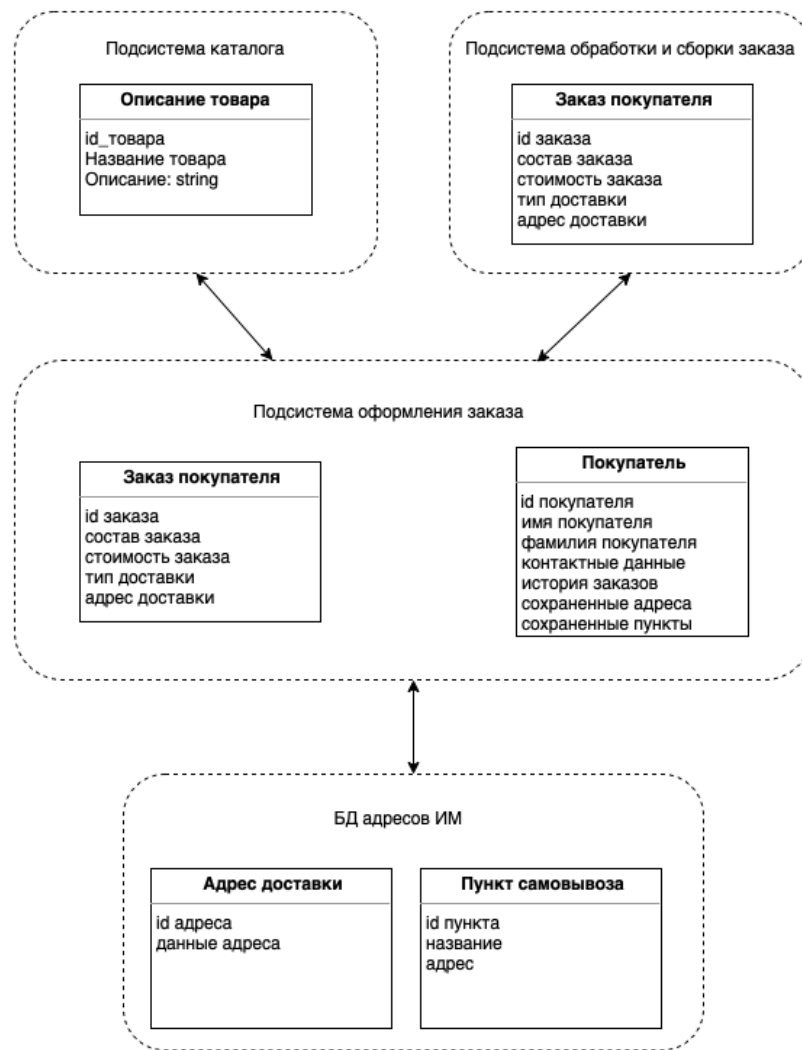 Подсистема каталога
Описание товара
id_товара
Название товара
Описание: string
Подсистема обработки и сборки заказа
Заказ покупателя
id заказа
состав заказа
стоимость заказа
тип доставки
адрес доставки
Подсистема оформления заказа
Заказ покупателя
id заказа
состав заказа
стоимость заказа
тип доставки
адрес доставки
Покупатель
id покупателя
имя покупателя
фамилия покупателя
контактные данные
история заказов
сохраненные адреса
сохраненные пункты
БД адресов ИМ
Адрес доставки
id адреса
данные адреса
Пункт самовывоза
id пункта
название
адрес